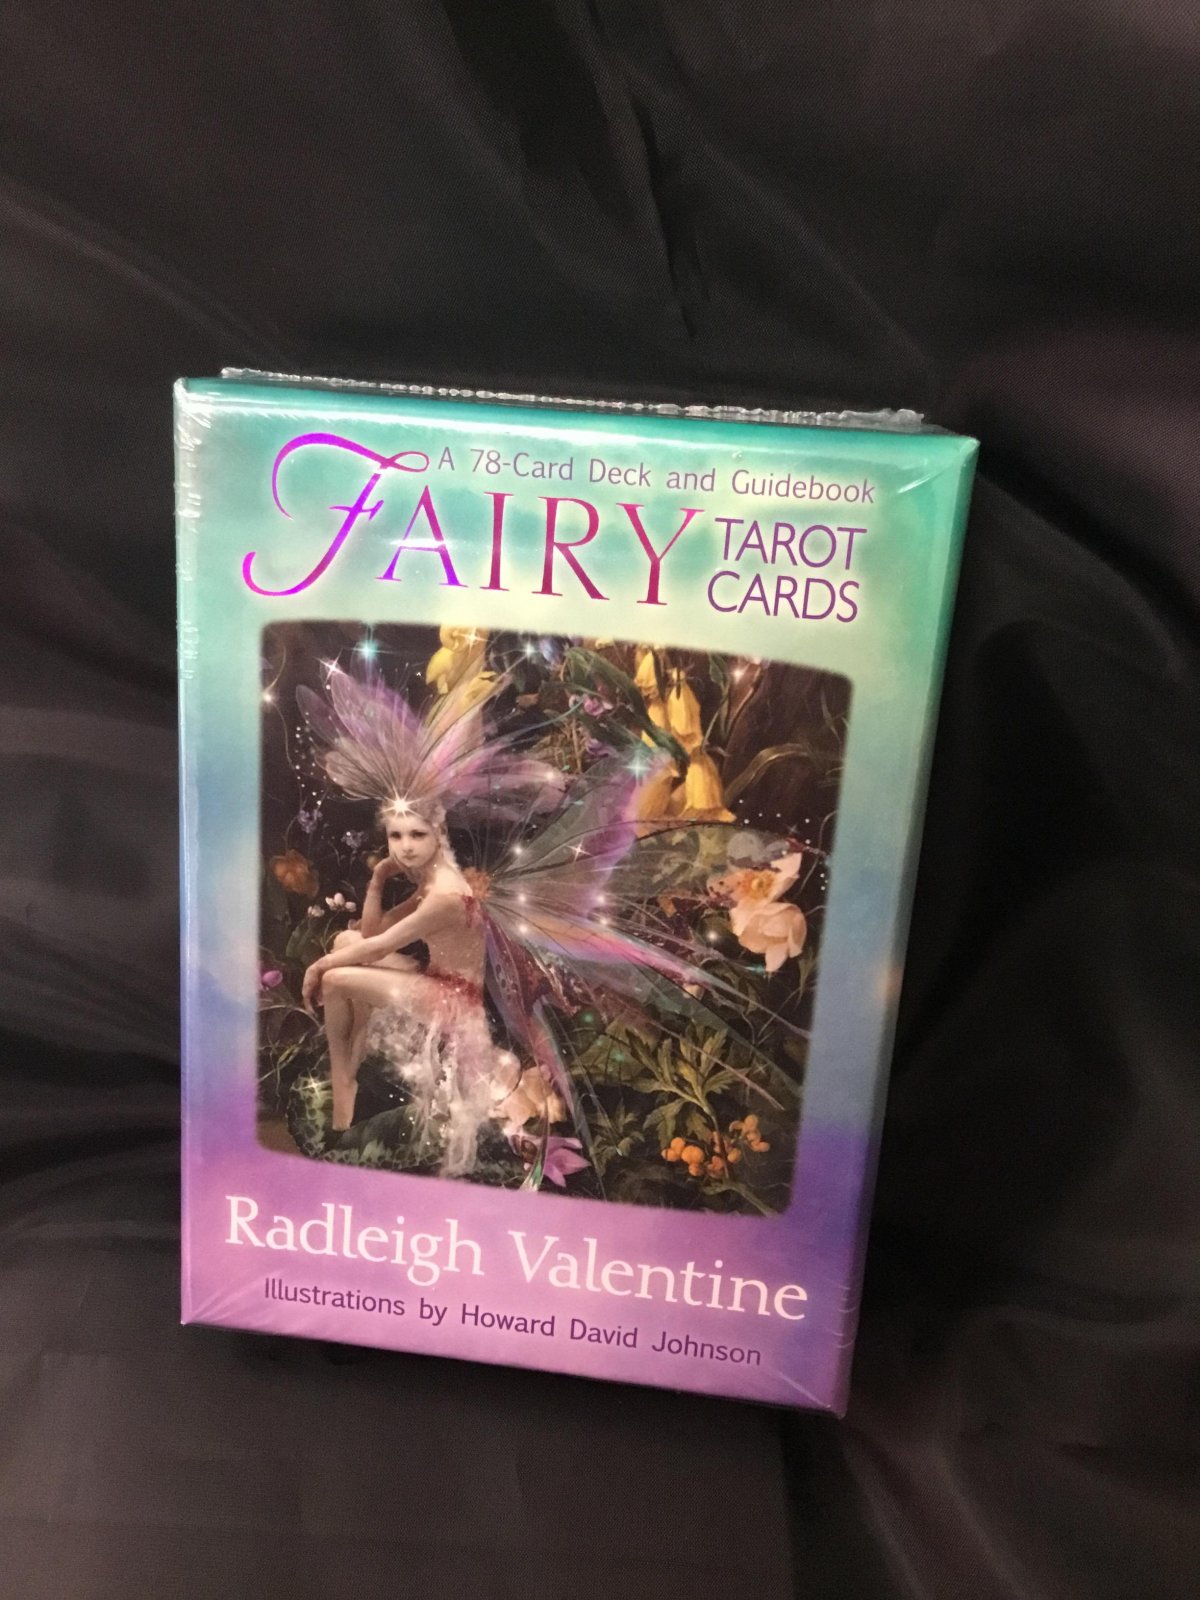 A 78-Card Deck and Guidebook
FAIRY TAROT
CARDS
Radleigh Valentine
Illustrations by Howard David Johnson